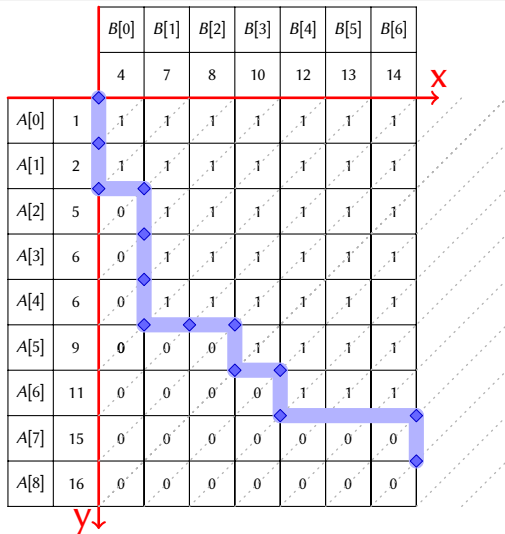 B[0] B[1] B[2] B[3] B[4] B[5] B[6]
4 7 8 10 12 13 14
x
A[0] 1 1 1 1 1 1 1 1
A[1] 2 1 1 1 1 1 1 1
A[2] 5 0 1 1 1 1 1 1
A[3] 6 0 1 1 1 1 1 1
A[4] 6 0 1 1 1 1 1 1
A[5] 9 0 0 0 1 1 1 1
A[6] 11 0 0 0 0 1 1 1
A[7] 15 0 0 0 0 0 0 0
A[8] 16 0 0 0 0 0 0 0
y